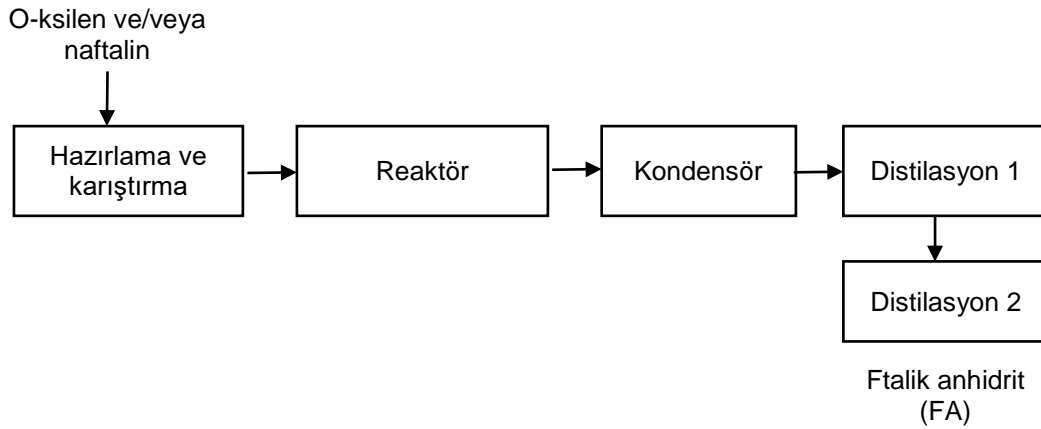 O-ksilen ve/veya
naftalin
Hazırlama ve
karıştırma
Reaktör
Kondensör
Distilasyon 1
Distilasyon 2
Ftalik anhidrit
(FA)